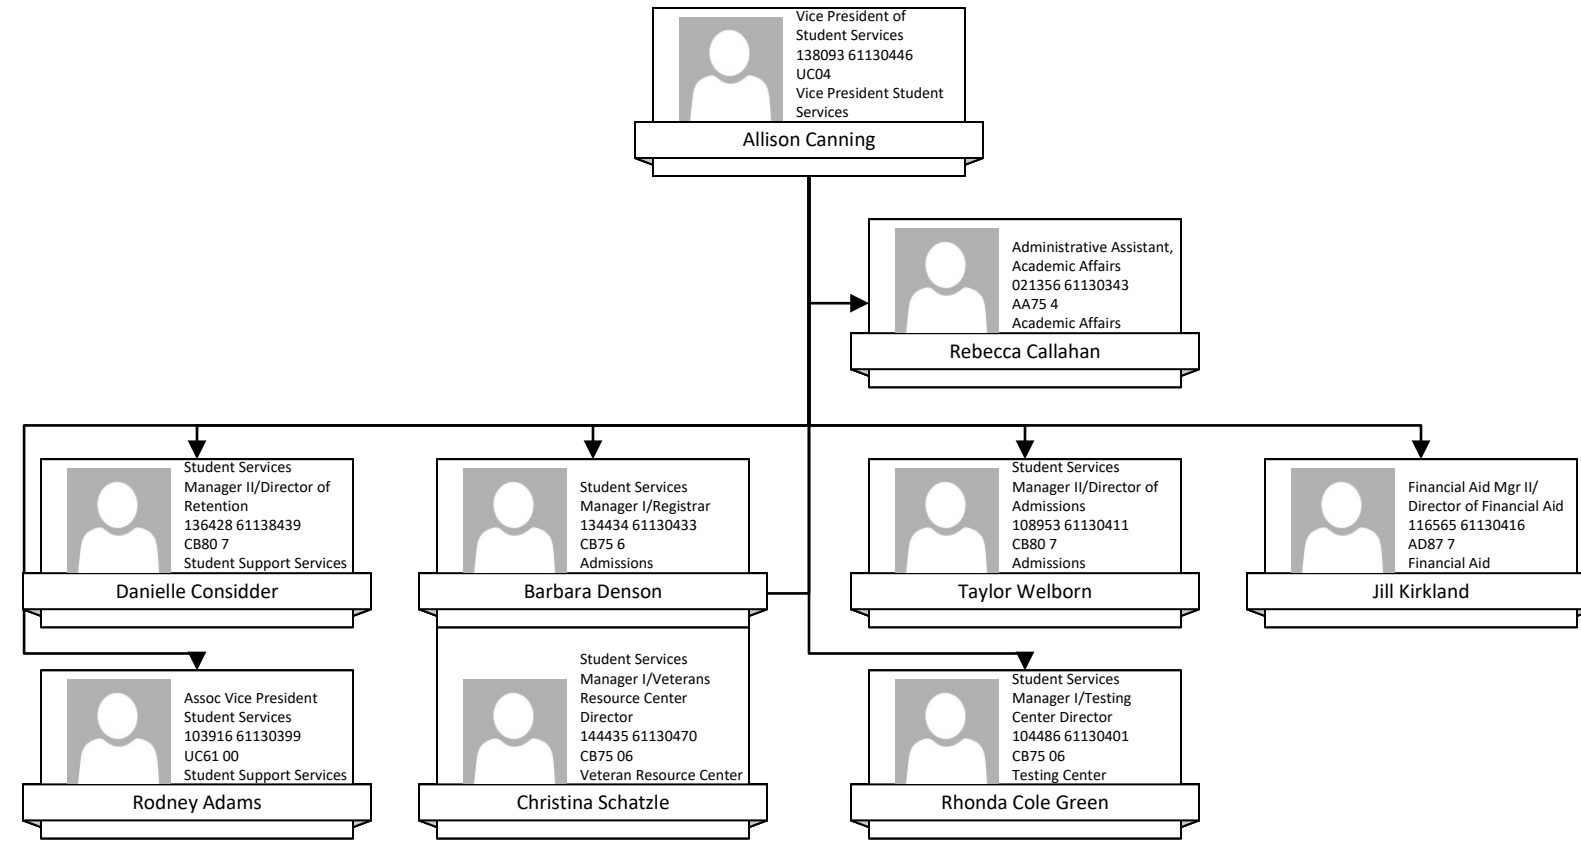 Vice President of
Student Services
138093 61130446
UC04
Vice President Student
Services
Allison Canning
Administrative Assistant,
Academic Affairs
021356 61130343
AA75 4
Academic Affairs
Rebecca Callahan
Student Services
Manager II/Director of
Retention
136428 61138439
CB80 7
Student Support Services
Danielle Considder
Student Services
Manager I/Registrar
134434 61130433
CB75 6
Admissions
Barbara Denson
Student Services
Manager II/Director of
Admissions
108953 61130411
CB80 7
Admissions
Taylor Welborn
Financial Aid Mgr II/
Director of Financial Aid
116565 61130416
AD87 7
Financial Aid
Jill Kirkland
Assoc Vice President
Student Services
103916 61130399
UC61 00
Student Support Services
Rodney Adams
Student Services
Manager I/Veterans
Resource Center
Director
144435 61130470
CB75 06
Veteran Resource Center
Christina Schatzle
Student Services
Manager I/Testing
Center Director
104486 61130401
CB75 06
Testing Center
Rhonda Cole Green